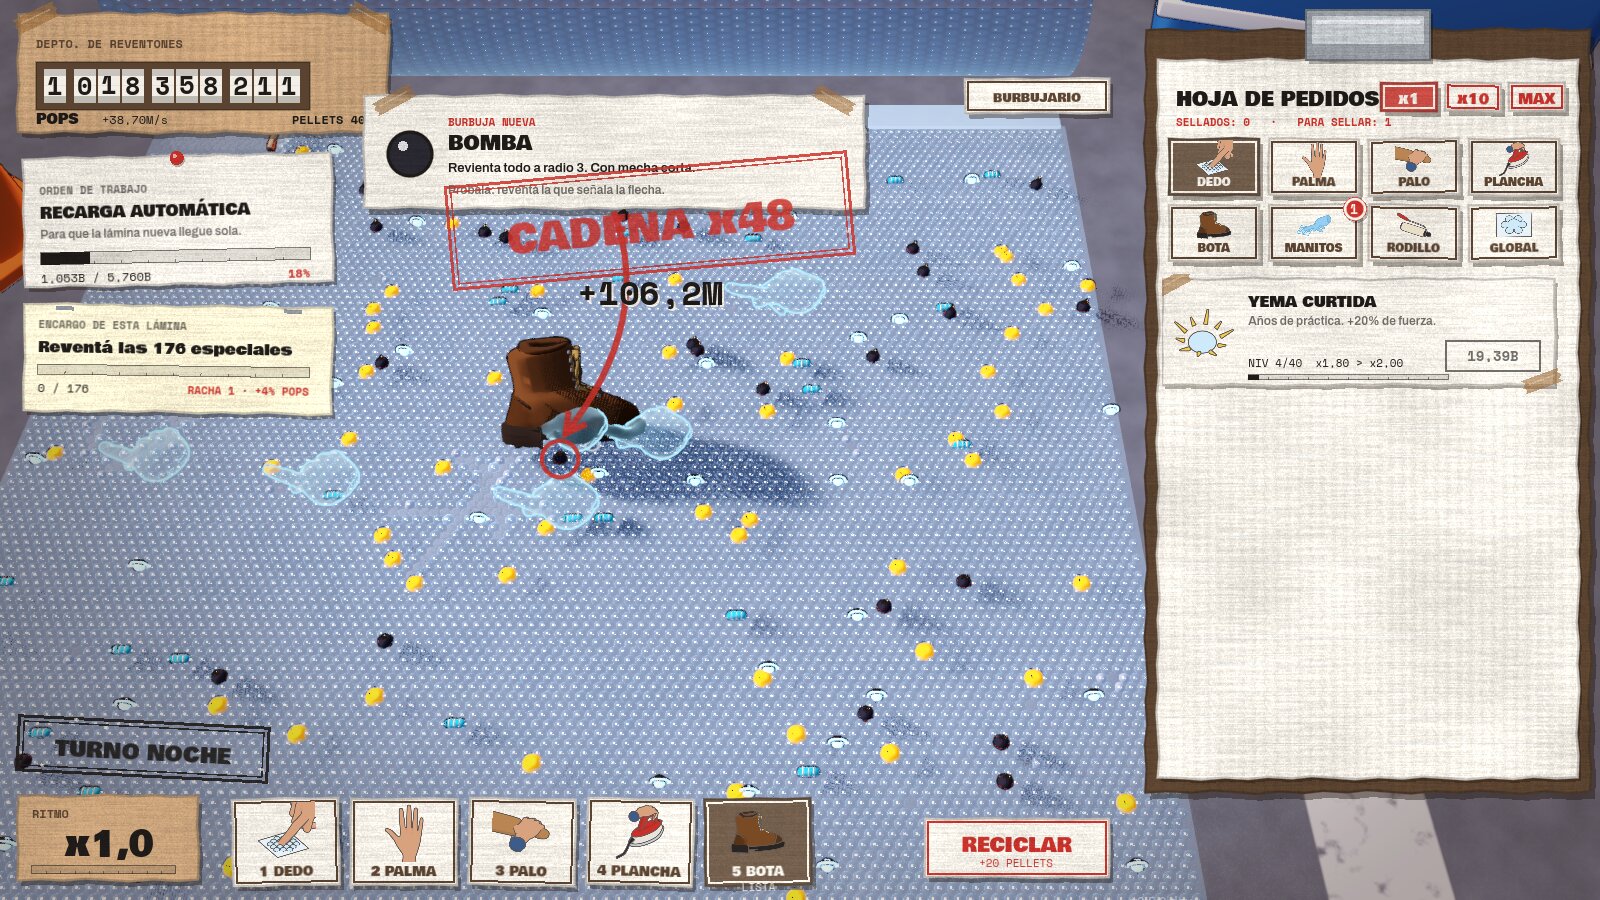 DEPTO. DE REVENTONES
1 018 358 211
POPS +38,70M/s PELLETS 40
ORDEN DE TRABAJO
RECARGA AUTOMÁTICA
Para que la lámina nueva llegue sola.
1.053B / 5.760B 18%
ENCARGO DE ESTA LÁMINA
Reventá las 176 especiales
0 / 176 RACHA 1 · +4% POPS
BURBUJA NUEVA
BOMBA
Revienta todo a radio 3. Con mecha corta.
Probala: reventá la que señala la flecha.
CADENA x48
+106,2M
BURBUJARIO
HOJA DE PEDIDOS x1 x10 MAX
SELLADOS: 0 · PARA SELLAR: 1
DEDO PALMA PALO PLANCHA
1
BOTA MANITOS RODILLO GLOBAL
YEMA CURTIDA
Años de práctica. +20% de fuerza.
NIV 4/40 x1,80 > x2,00 19.39B
TURNO NOCHE
RITMO
x1,0
1 DEDO 2 PALMA 3 PALO 4 PLANCHA 5 BOTA
LISTA
RECICLAR
+20 PELLETS